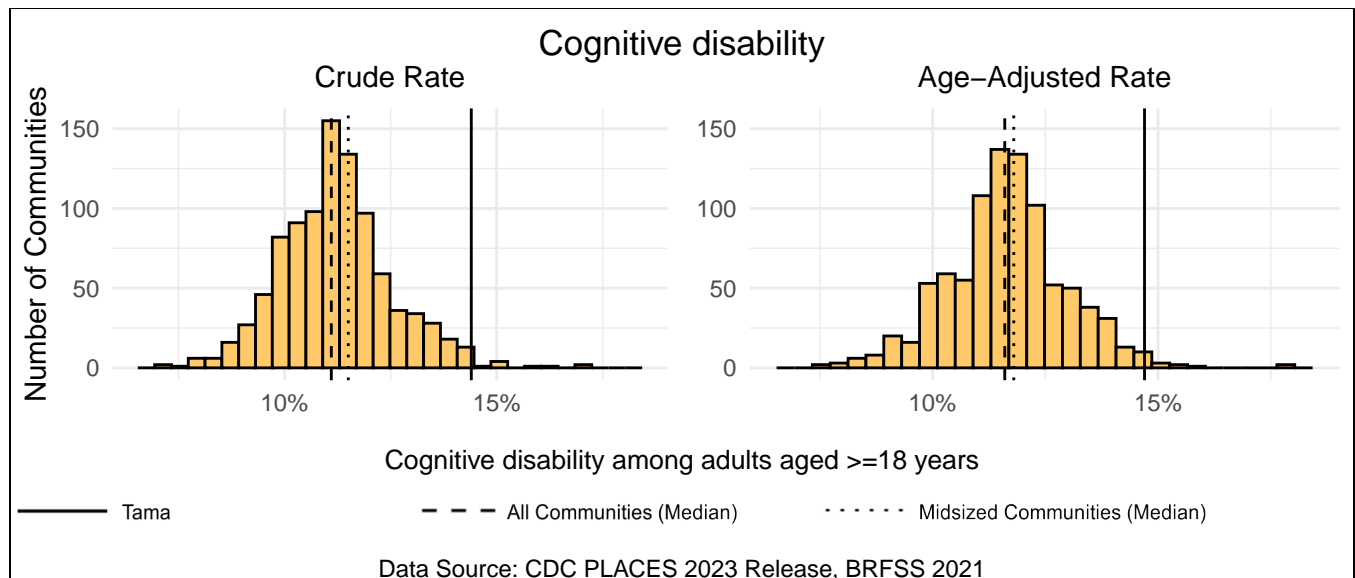 Cognitive disability
Crude Rate
Age−Adjusted Rate
Number of Communities
150
100
50
0
10%
15%
150
100
50
0
10%
15%
Cognitive disability among adults aged >=18 years
Tama
All Communities (Median)
Midsized Communities (Median)
Data Source: CDC PLACES 2023 Release, BRFSS 2021